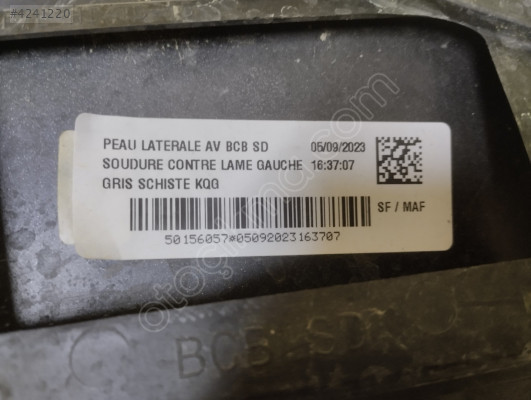 #4241220
PEAU LATERALE AV BCB SD 05/09/2023
SOUDURE CONTRE LAME GAUCHE 16:37:07
GRIS SCHISTE KQG
SF / MAF
50156057#05092023163707
BCB SD